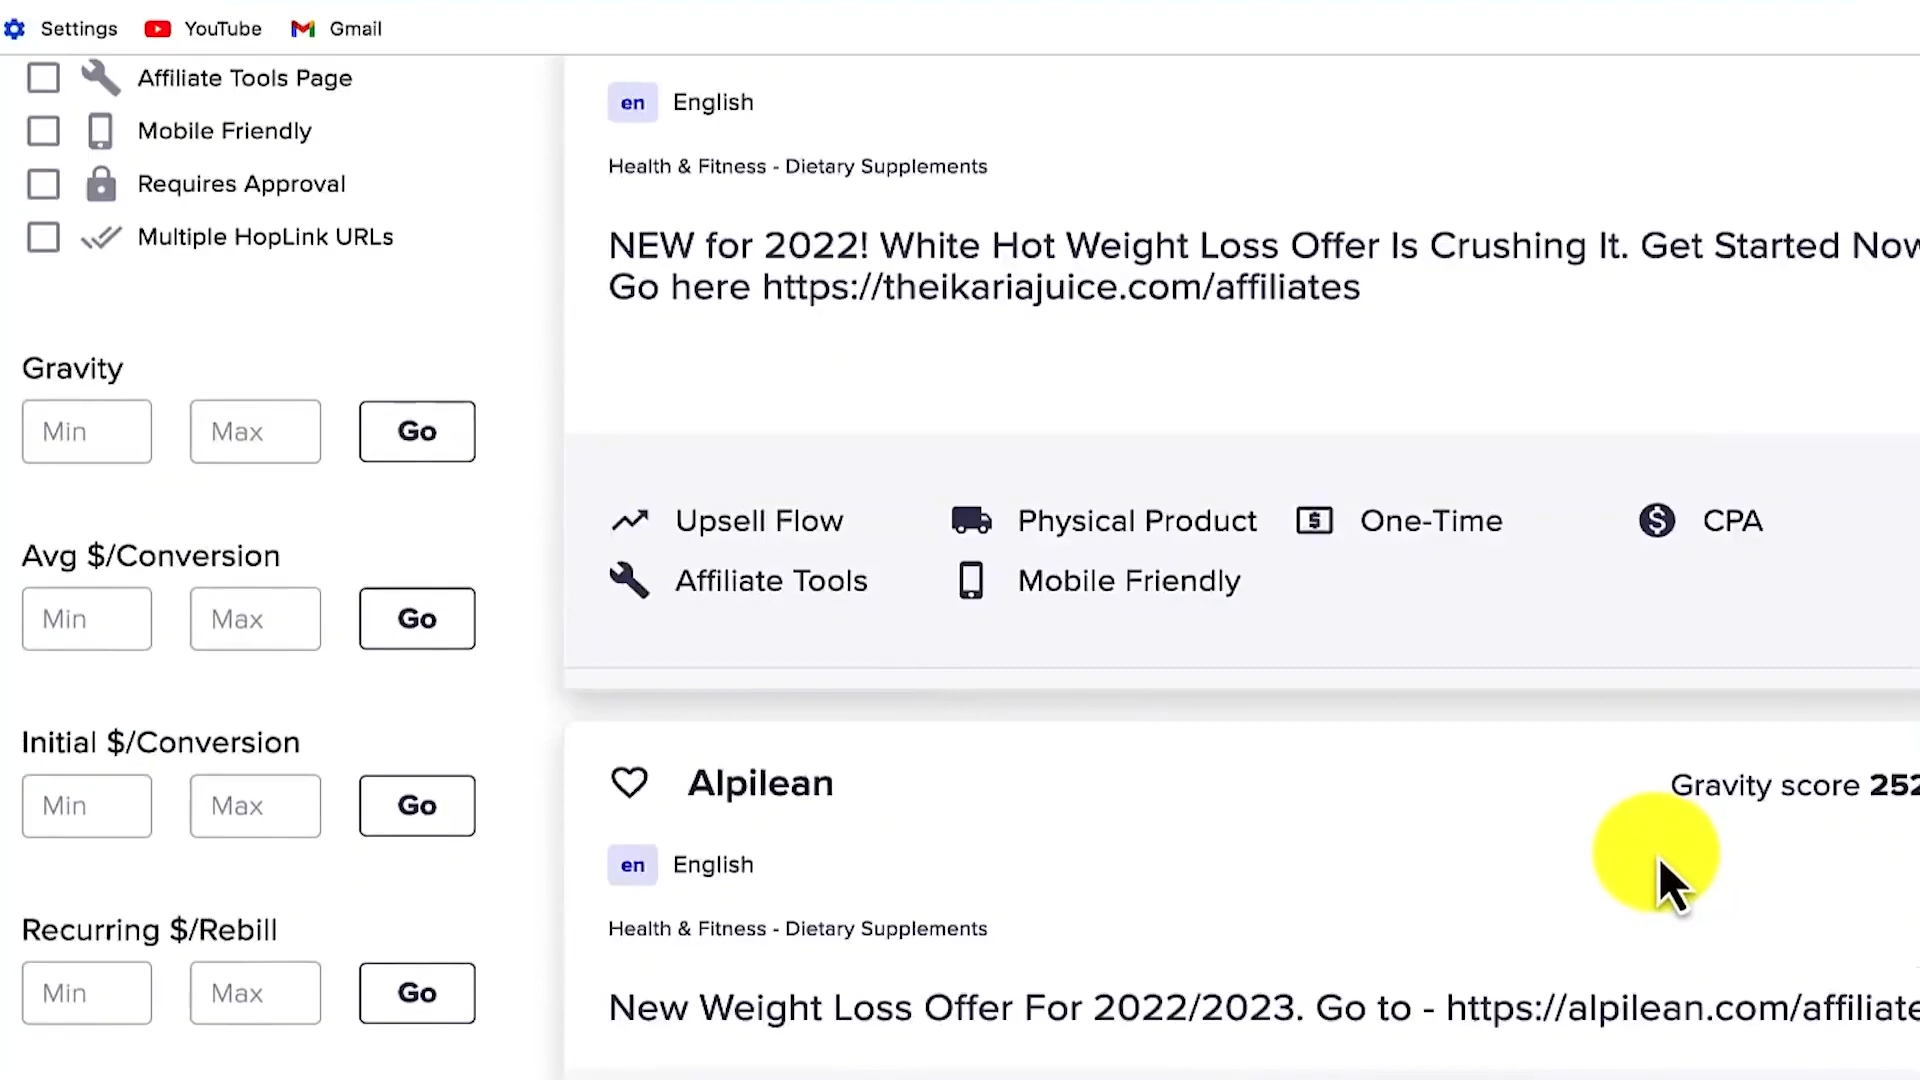 Settings YouTube Gmail
Affiliate Tools Page
Mobile Friendly
Requires Approval
Multiple HopLink URLs
Gravity
Min Max Go
Avg $/Conversion
Min Max Go
Initial $/Conversion
Min Max Go
Recurring $/Rebill
Min Max Go
en English
Health & Fitness - Dietary Supplements
NEW for 2022! White Hot Weight Loss Offer Is Crushing It. Get Started Now
Go here https://theikariajuice.com/affiliates
Upsell Flow Physical Product One-Time CPA
Affiliate Tools Mobile Friendly
Alpilean Gravity score 252
en English
Health & Fitness - Dietary Supplements
New Weight Loss Offer For 2022/2023. Go to - https://alpilean.com/affiliate